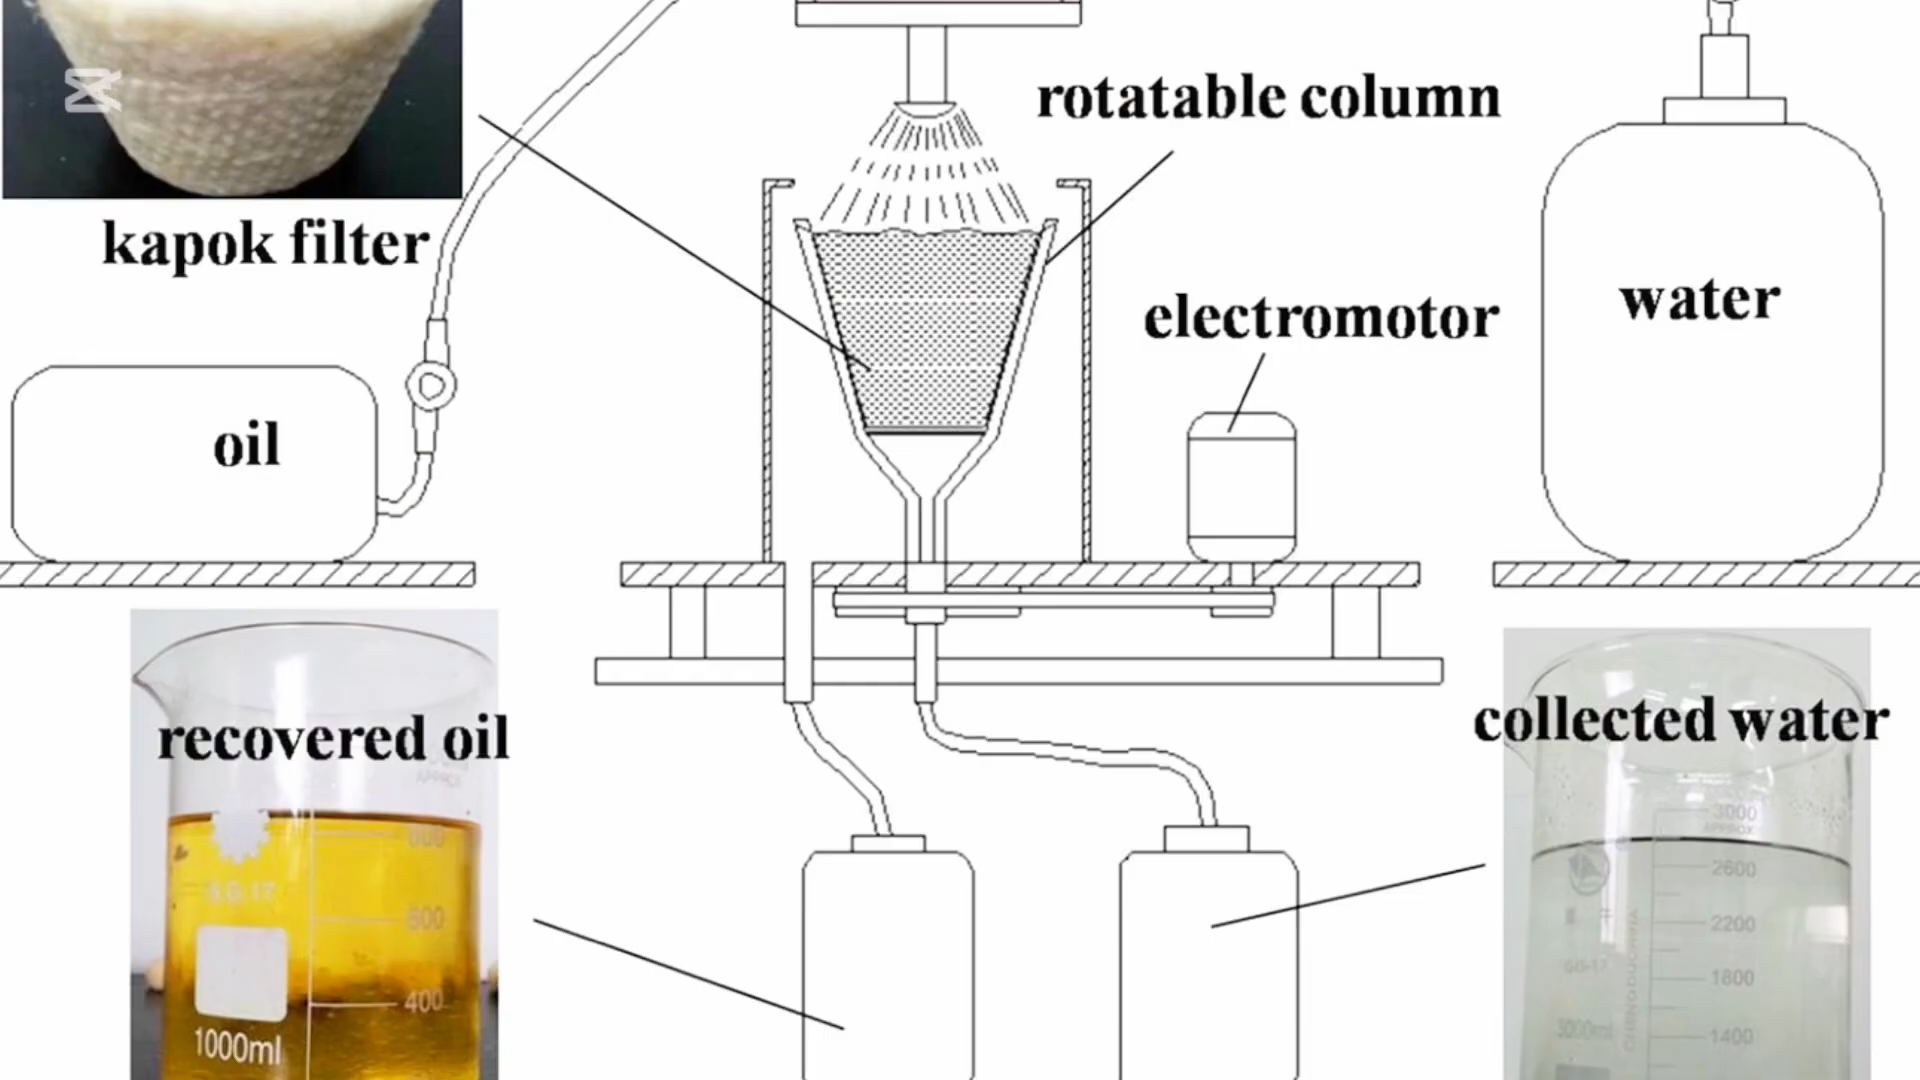 rotatable column
kapok filter
water
electromotor
oil
collected water
recovered oil
3000
APPROX
2600
2200
1800
1400
3000ml
400
1000ml